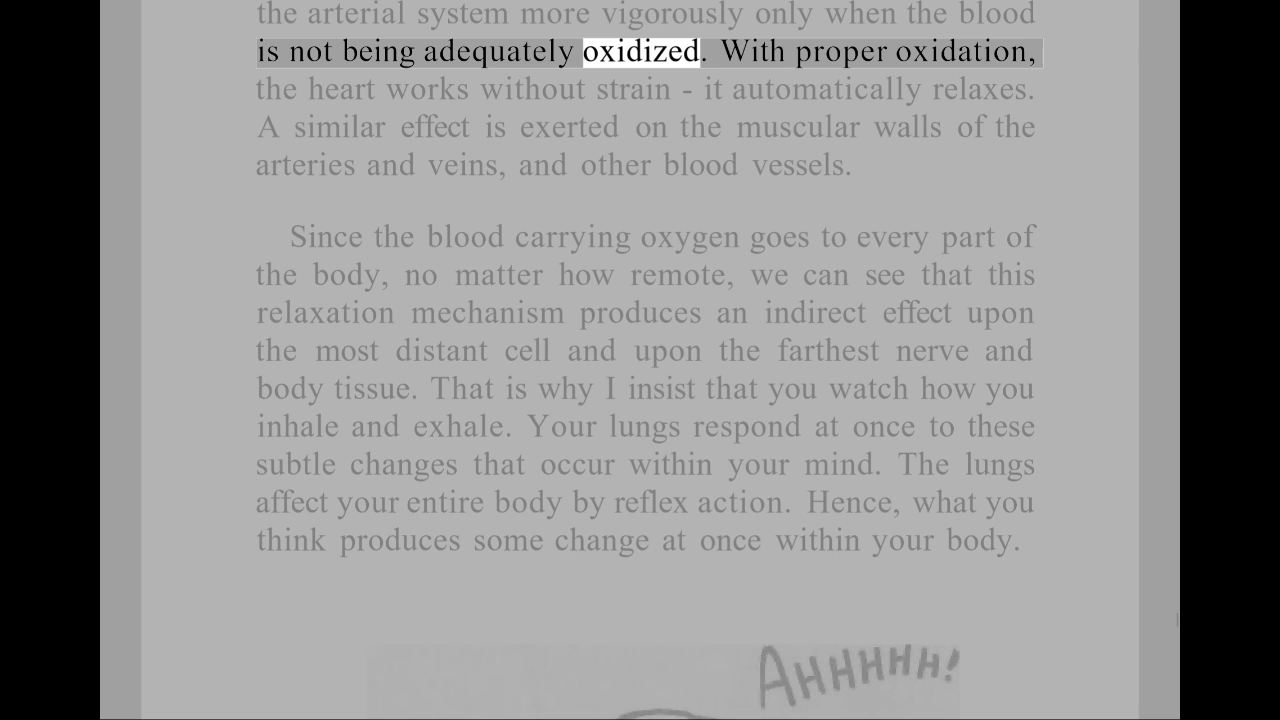 the arterial system more vigorously only when the blood
is not being adequately oxidized. With proper oxidation,
the heart works without strain - it automatically relaxes.
A similar effect is exerted on the muscular walls of the
arteries and veins, and other blood vessels.
Since the blood carrying oxygen goes to every part of
the body, no matter how remote, we can see that this
relaxation mechanism produces an indirect effect upon
the most distant cell and upon the farthest nerve and
body tissue. That is why I insist that you watch how you
inhale and exhale. Your lungs respond at once to these
subtle changes that occur within your mind. The lungs
affect your entire body by reflex action. Hence, what you
think produces some change at once within your body.
AHHHHH!